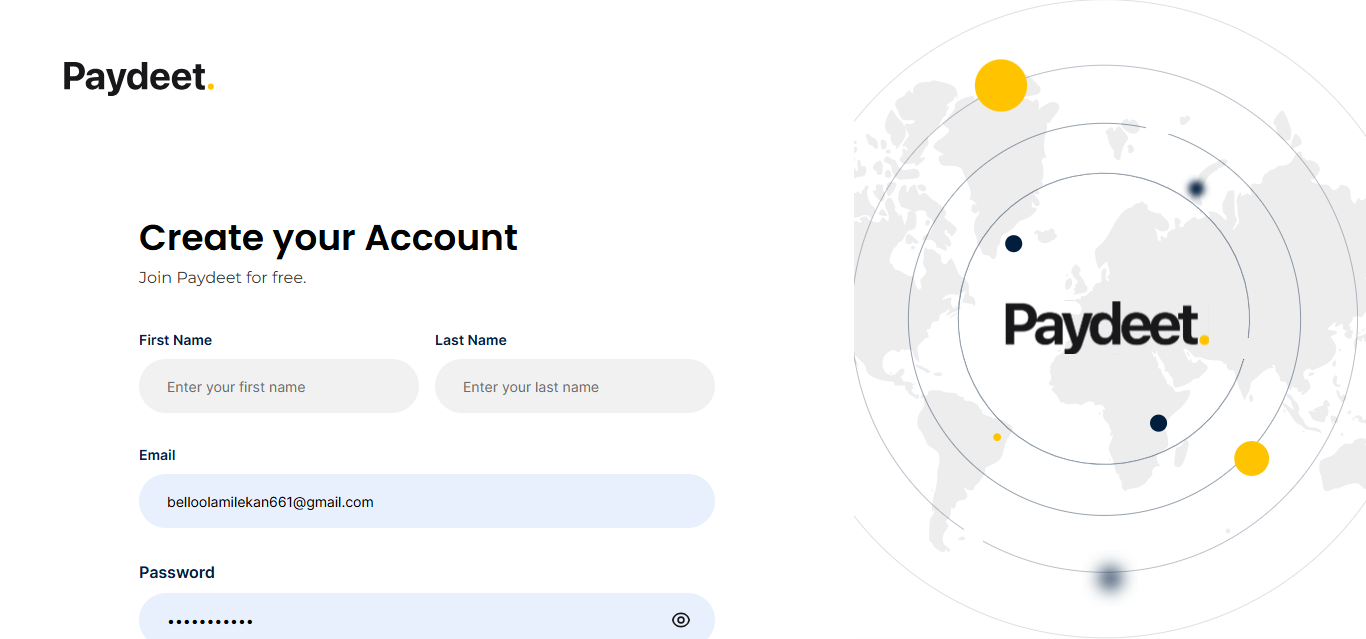 Paydeet.
Create your Account
Join Paydeet for free.
First Name
Last Name
Enter your first name
Enter your last name
Email
belloolamilekan661@gmail.com
Password
•••••••••••
Paydeet.